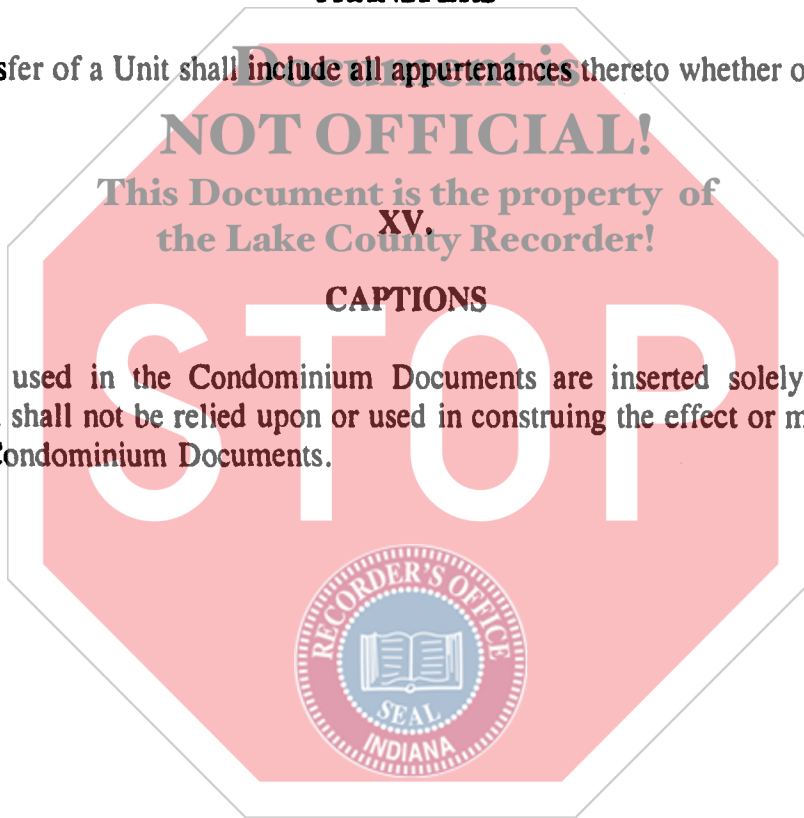 TRANSFERS
sfer of a Unit shall include all appurtenances thereto whether o
Document is
NOT OFFICIAL!
This Document is the property of
the Lake County Recorder!
XV.
CAPTIONS
used in the Condominium Documents are inserted solely
shall not be relied upon or used in construing the effect or m
Condominium Documents.
STOP
RECORDER'S OFFICE
SEAL
INDIANA